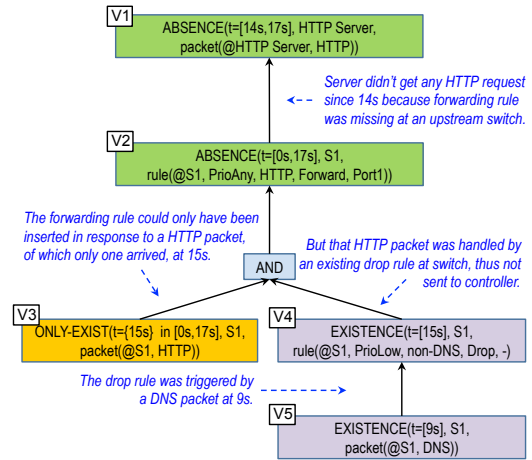 V1
ABSENCE(t=[14s,17s], HTTP Server,
packet(@HTTP Server, HTTP))
Server didn't get any HTTP request
since 14s because forwarding rule
was missing at an upstream switch.
V2
ABSENCE(t=[0s,17s], S1,
rule(@S1, PrioAny, HTTP, Forward, Port1))
The forwarding rule could only have been
inserted in response to a HTTP packet,
of which only one arrived, at 15s.
But that HTTP packet was handled by
an existing drop rule at switch, thus not
sent to controller.
AND
V3
ONLY-EXIST(t={15s} in [0s,17s], S1,
packet(@S1, HTTP))
V4
EXISTENCE(t=[15s], S1,
rule(@S1, PrioLow, non-DNS, Drop, -)
The drop rule was triggered by
a DNS packet at 9s.
V5
EXISTENCE(t=[9s], S1,
packet(@S1, DNS))